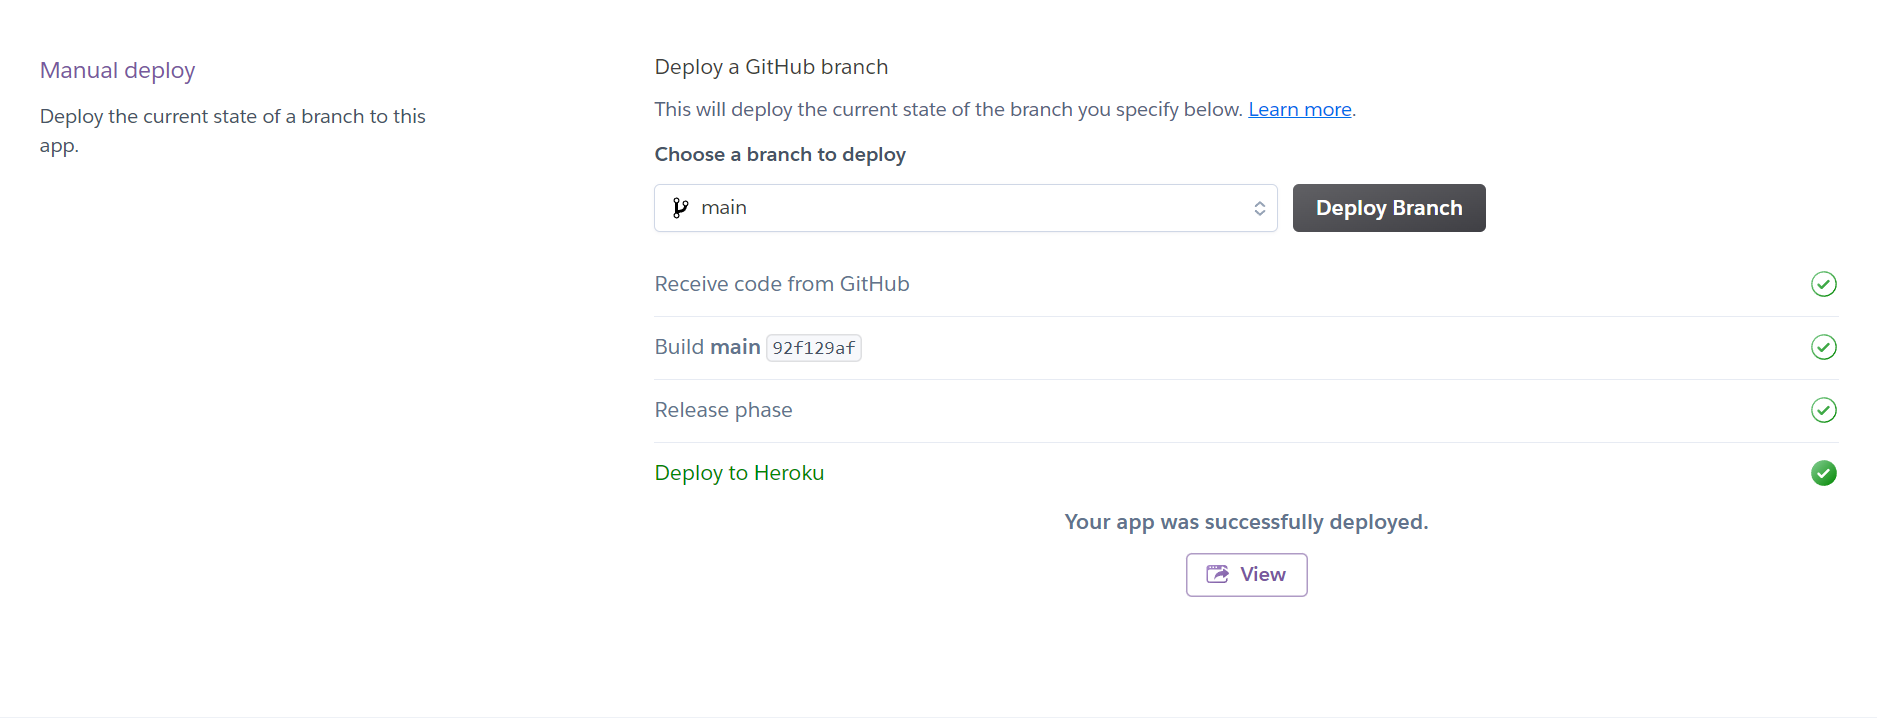 Manual deploy
Deploy the current state of a branch to this
app.
Deploy a GitHub branch
This will deploy the current state of the branch you specify below. Learn more.
Choose a branch to deploy
main
Deploy Branch
Receive code from GitHub
Build main 92f129af
Release phase
Deploy to Heroku
Your app was successfully deployed.
View